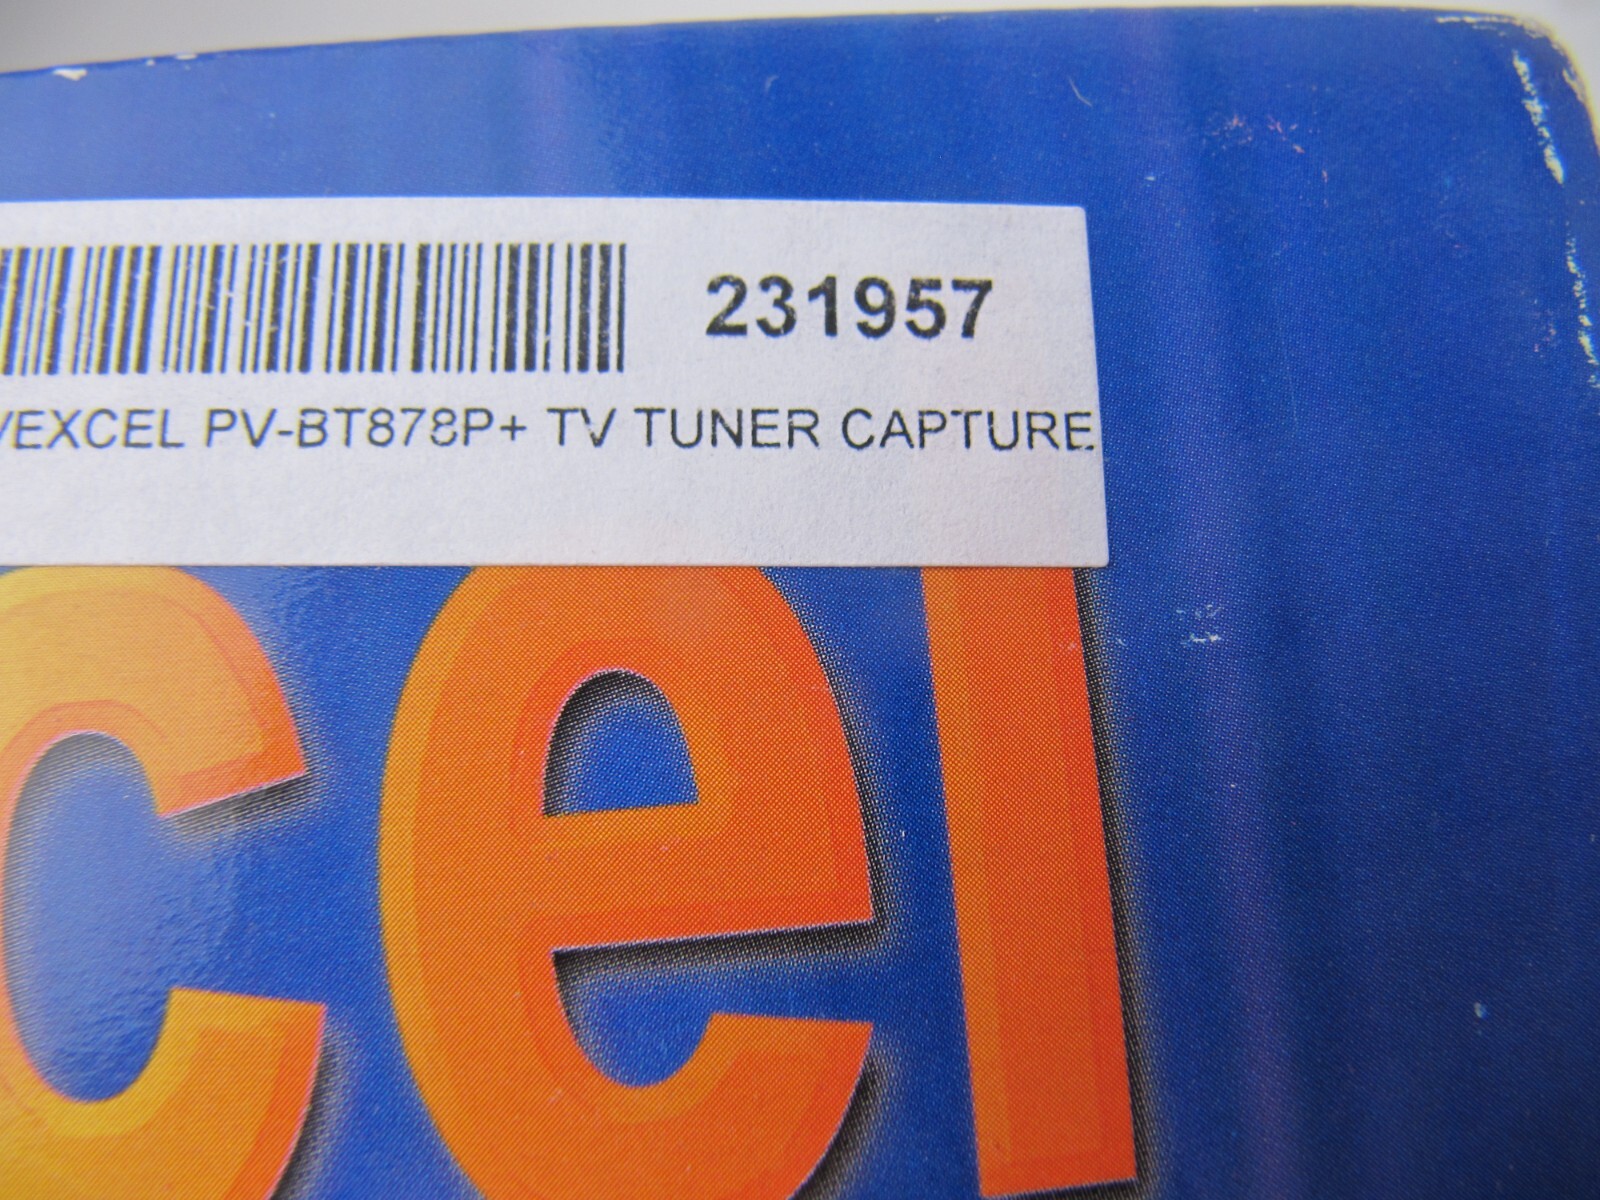 231957
VEXCEL PV-BT878P+ TV TUNER CAPTURE
cel